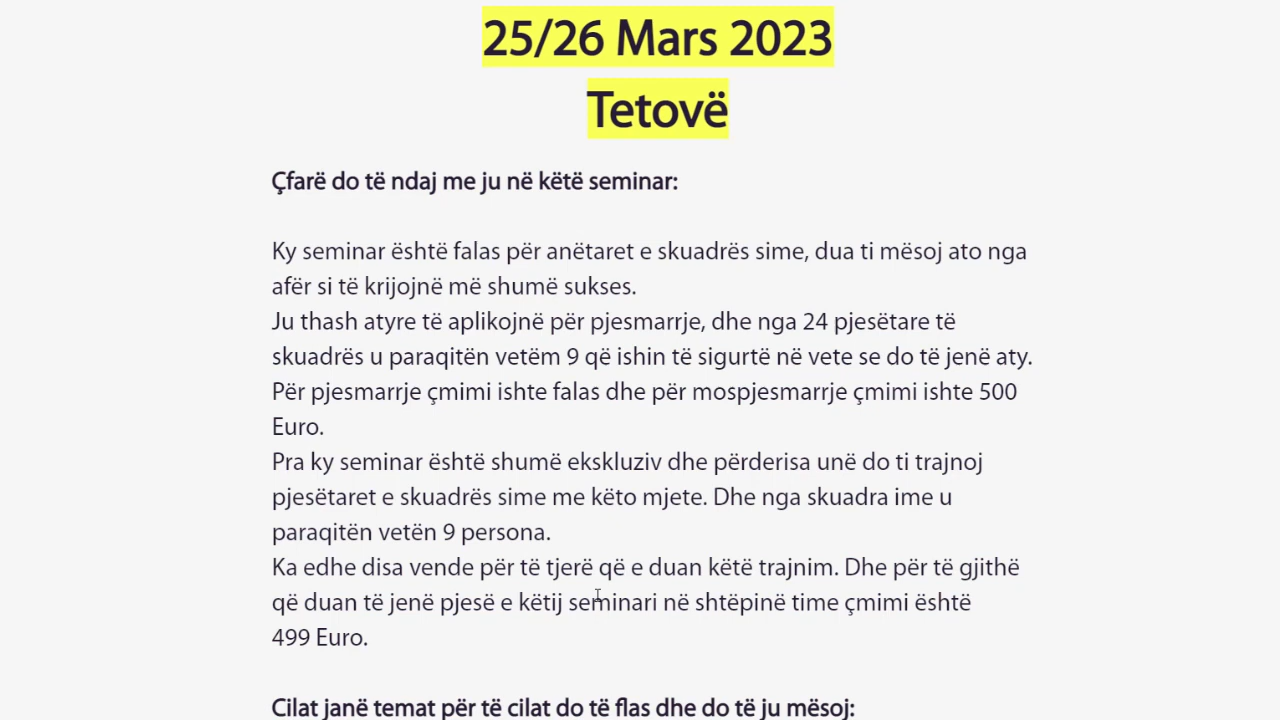 25/26 Mars 2023
Tetovë
Çfarë do të ndaj me ju në këtë seminar:
Ky seminar është falas për anëtaret e skuadrës sime, dua ti mësoj ato nga
afër si të krijojnë më shumë sukses.
Ju thash atyre të aplikojnë për pjesmarrje, dhe nga 24 pjesëtare të
skuadrës u paraqitën vetëm 9 që ishin të sigurtë në vete se do të jenë aty.
Për pjesmarrje çmimi ishte falas dhe për mospjesmarrje çmimi ishte 500
Euro.
Pra ky seminar është shumë ekskluziv dhe përderisa unë do ti trajnoj
pjesëtaret e skuadrës sime me këto mjete. Dhe nga skuadra ime u
paraqitën vetën 9 persona.
Ka edhe disa vende për të tjerë që e duan këtë trajnim. Dhe për të gjithë
që duan të jenë pjesë e këtij seminari në shtëpinë time çmimi është
499 Euro.
Cilat janë temat për të cilat do të flas dhe do të ju mësoj: